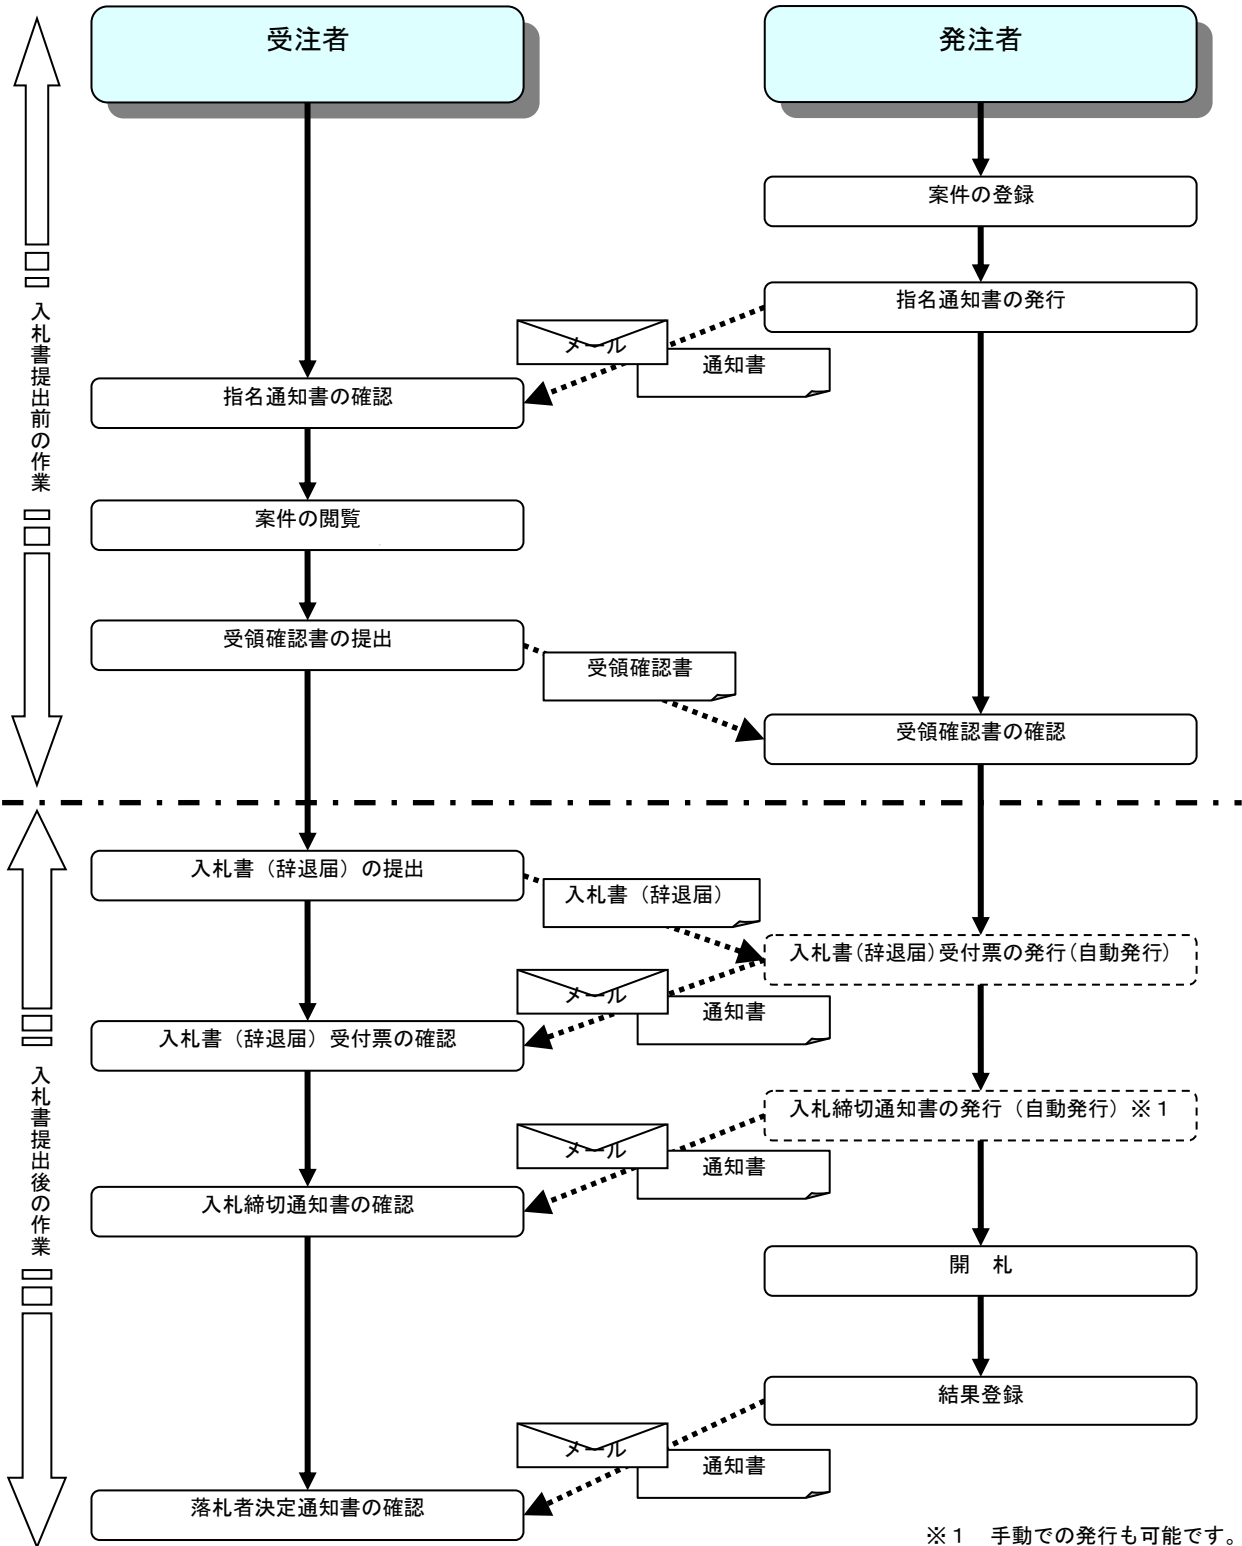 受注者
発注者
案件の登録
指名通知書の発行
メール
通知書
指名通知書の確認
入札書提出前の作業
案件の閲覧
受領確認書の提出
受領確認書
受領確認書の確認
入札書（辞退届）の提出
入札書（辞退届）
入札書(辞退届)受付票の発行(自動発行)
メール
通知書
入札書（辞退届）受付票の確認
入札書提出後の作業
入札締切通知書の発行（自動発行）※１
メール
通知書
入札締切通知書の確認
開　札
結果登録
メール
通知書
落札者決定通知書の確認
※１　手動での発行も可能です。